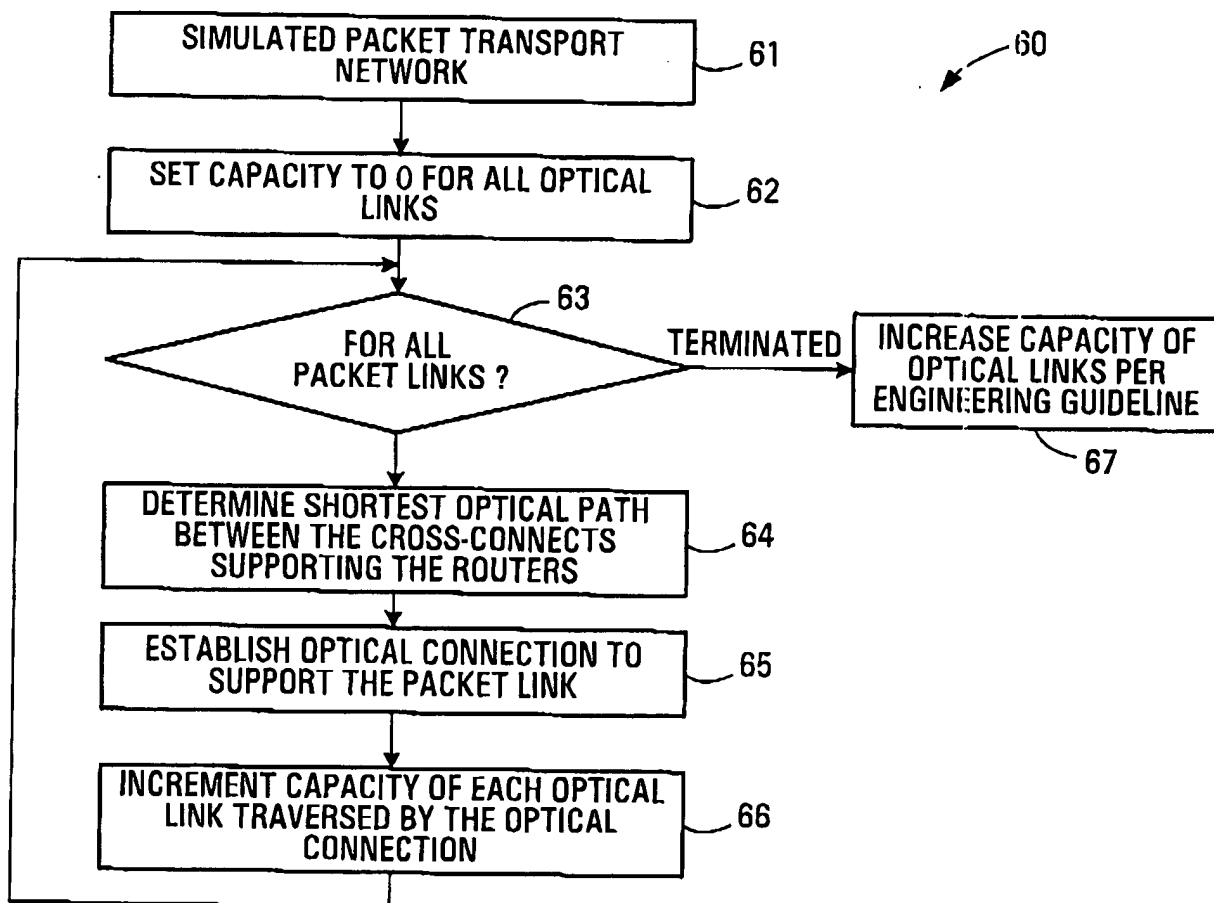 SIMULATED PACKET TRANSPORT
NETWORK
61
60
SET CAPACITY TO 0 FOR ALL OPTICAL
LINKS
62
63
FOR ALL
PACKET LINKS ?
TERMINATED
INCREASE CAPACITY OF
OPTICAL LINKS PER
ENGINEERING GUIDELINE
67
DETERMINE SHORTEST OPTICAL PATH
BETWEEN THE CROSS-CONNECTS
SUPPORTING THE ROUTERS
64
ESTABLISH OPTICAL CONNECTION TO
SUPPORT THE PACKET LINK
65
INCREMENT CAPACITY OF EACH OPTICAL
LINK TRAVERSED BY THE OPTICAL
CONNECTION
66